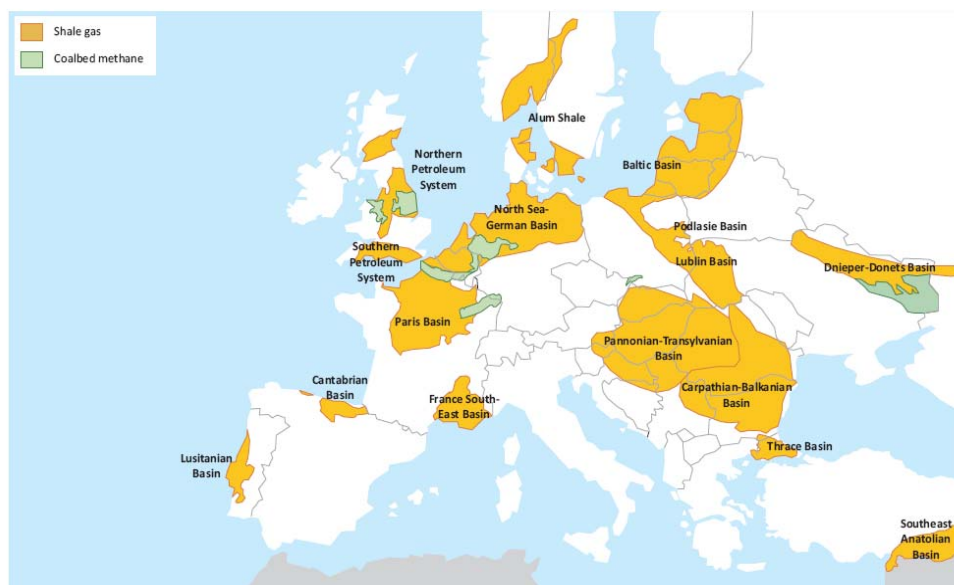 Shale gas
Coalbed methane
Alum Shale
Northern
Petroleum
System
Baltic Basin
North Sea-
German Basin
Podlasie Basin
Southern
Petroleum
System
Lublin Basin
Dnieper-Donets Basin
Paris Basin
Pannonian-Transylvanian
Basin
Cantabrian
Basin
France South-
East Basin
Carpathian-Balkanian
Basin
Thrace Basin
Lusitanian
Basin
Southeast
Anatolian
Basin